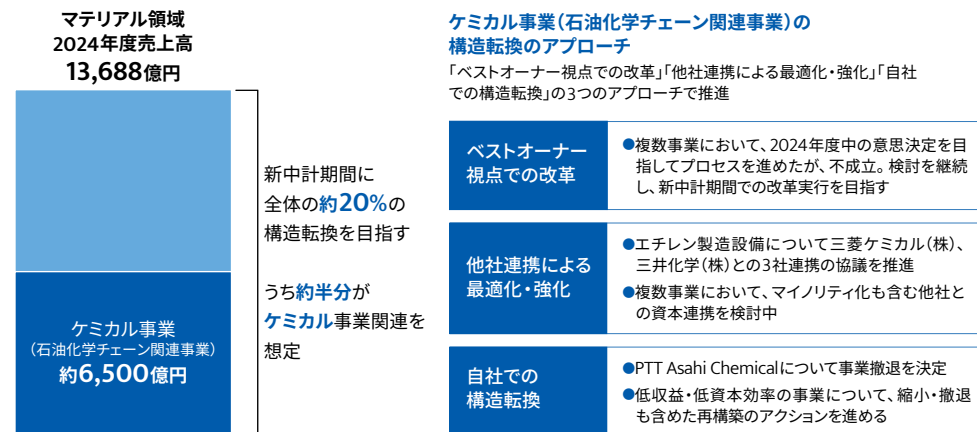 マテリアル領域
2024年度売上高
13,688億円
新中計期間に
全体の約20%の
構造転換を目指す
うち約半分が
ケミカル事業関連を
想定
ケミカル事業
(石油化学チェーン関連事業)
約6,500億円
ケミカル事業(石油化学チェーン関連事業)の
構造転換のアプローチ
「ベストオーナー視点での改革」「他社連携による最適化・強化」「自社
での構造転換」の3つのアプローチで推進
ベストオーナー
視点での改革
●複数事業において、2024年度中の意思決定を目
指してプロセスを進めたが、不成立。検討を継続
し、新中計期間での改革実行を目指す
他社連携による
最適化・強化
●エチレン製造設備について三菱ケミカル(株)、
三井化学(株)との3社連携の協議を推進
●複数事業において、マイノリティ化も含む他社と
の資本連携を検討中
自社での
構造転換
●PTT Asahi Chemicalについて事業撤退を決定
●低収益・低資本効率の事業について、縮小・撤退
も含めた再構築のアクションを進める